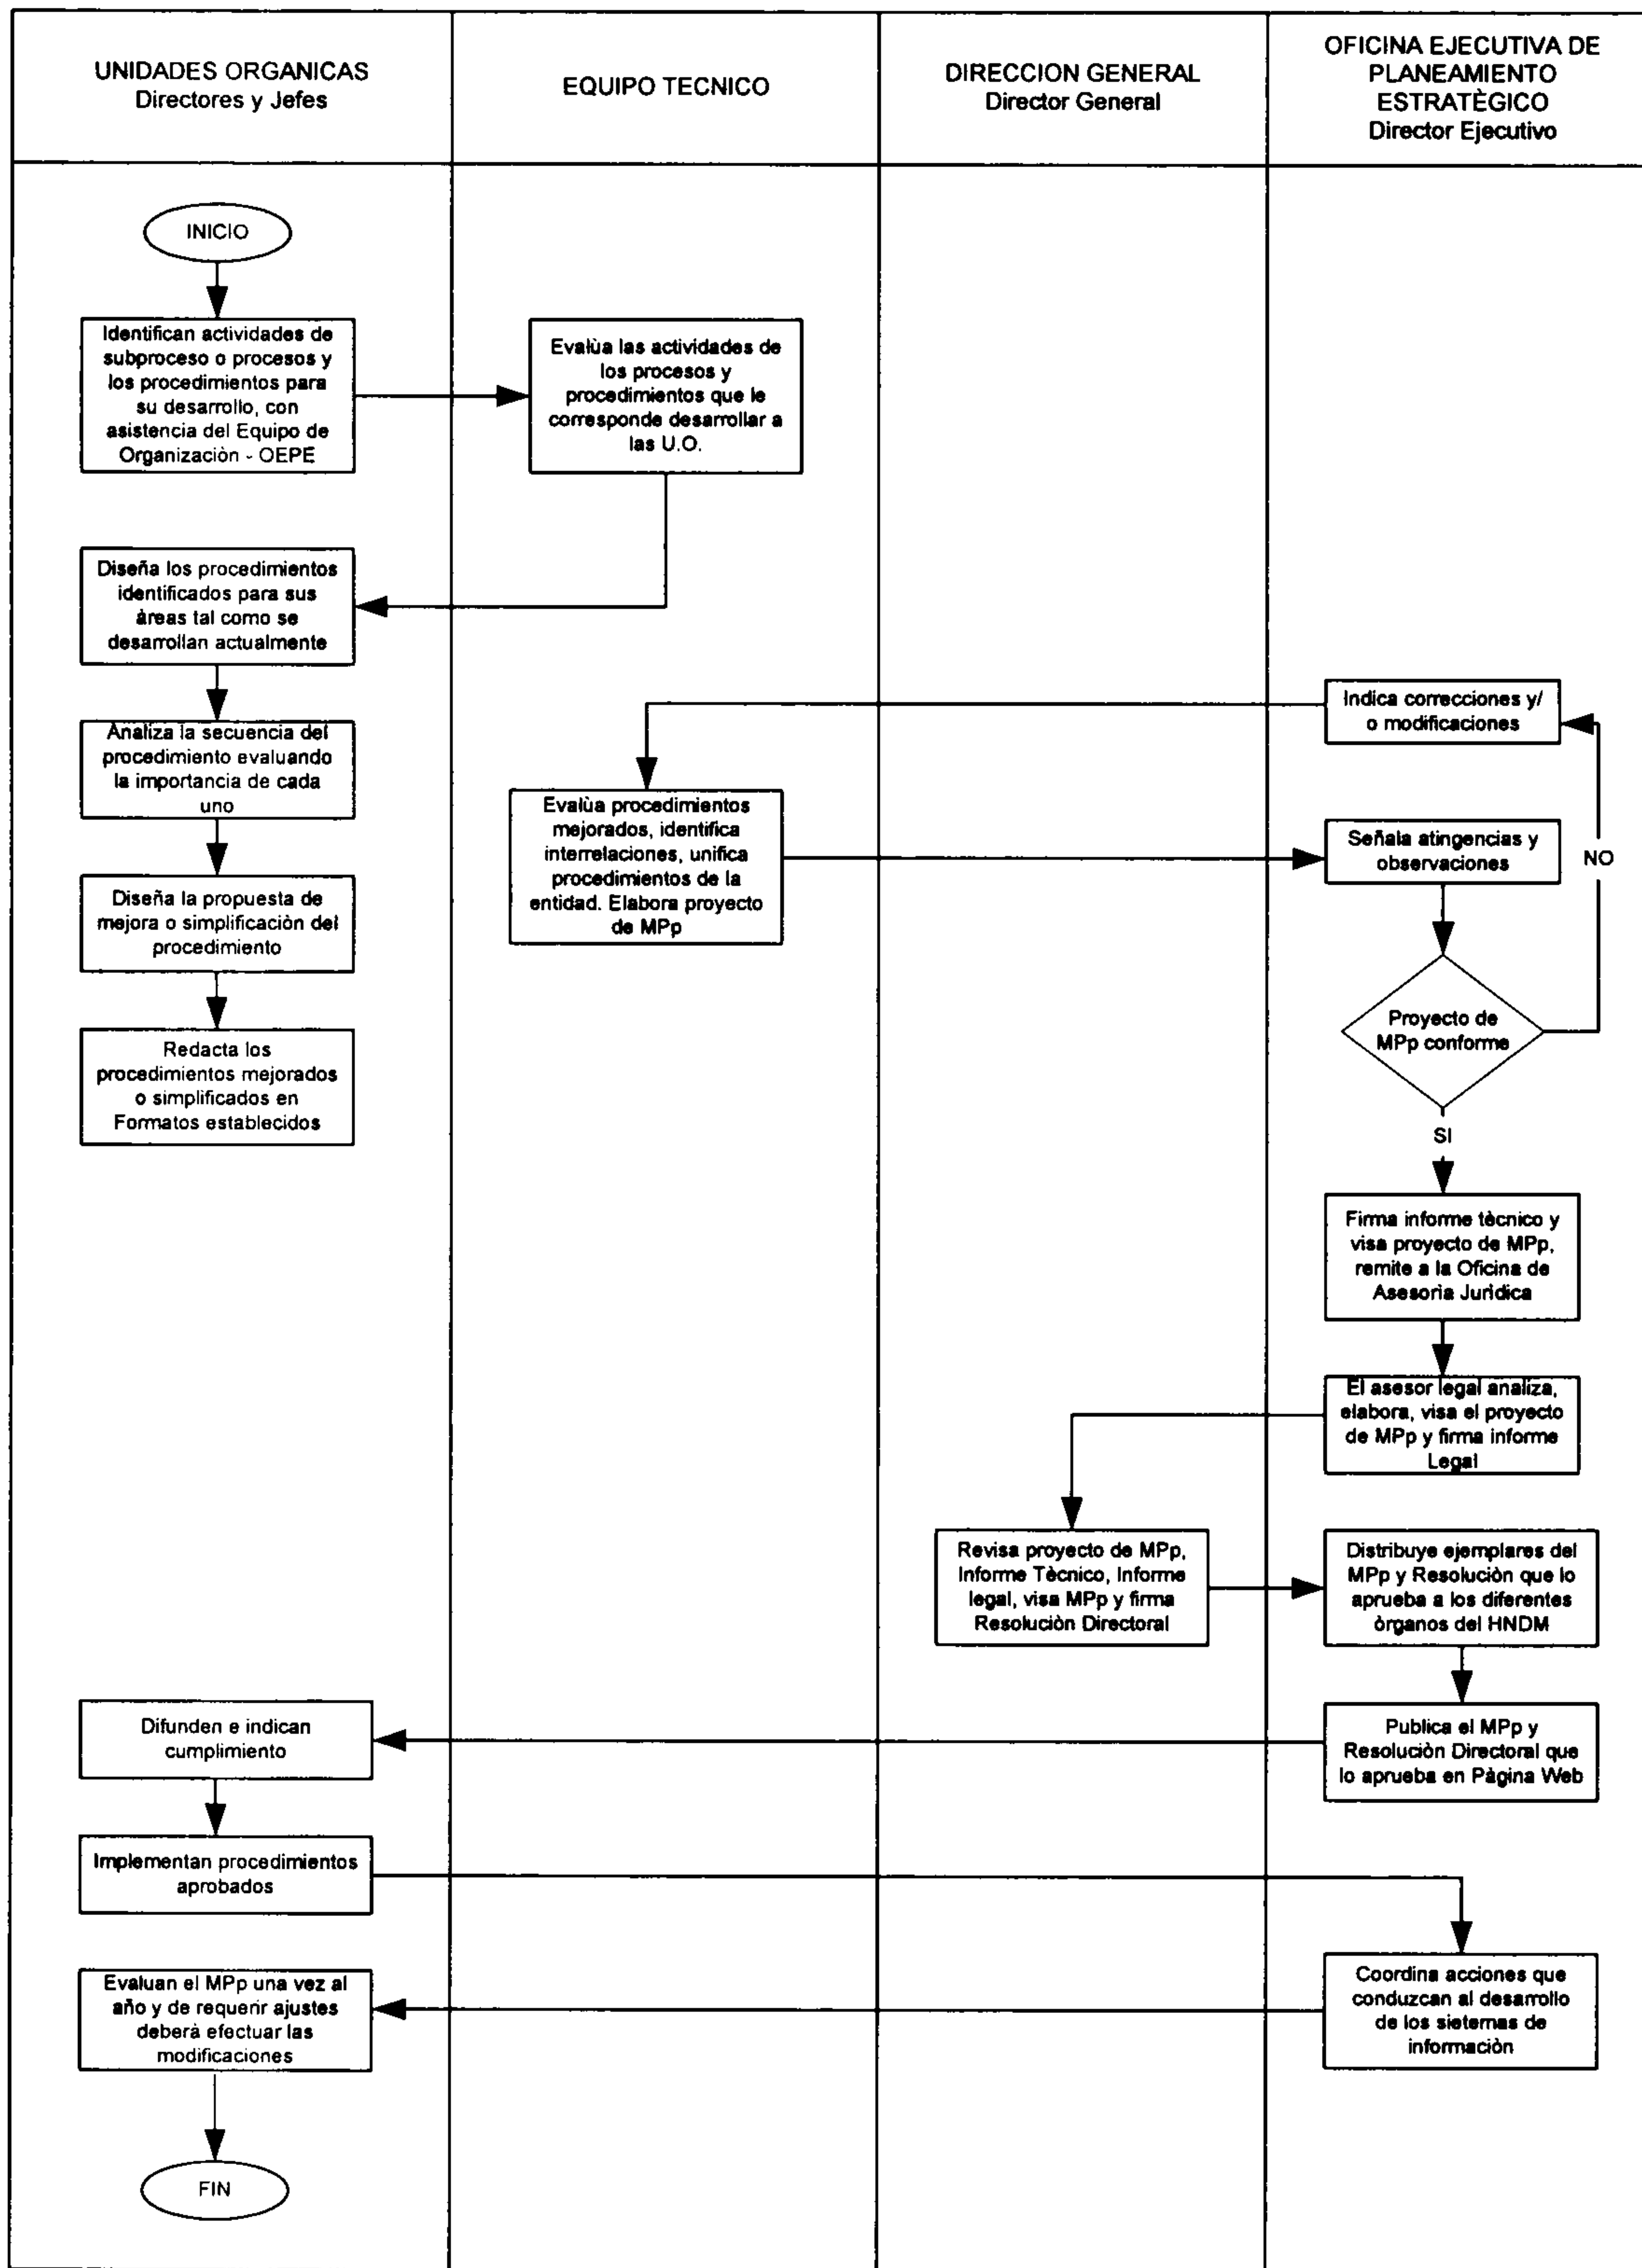 UNIDADES ORGANICAS
Directores y Jefes
EQUIPO TECNICO
DIRECCION GENERAL
Director General
OFICINA EJECUTIVA DE
PLANEAMIENTO
ESTRATÈGICO
Director Ejecutivo
INICIO
Identifican actividades de
subproceso o procesos y
los procedimientos para
su desarrollo, con
asistencia del Equipo de
Organizaciòn - OEPE
Evalùa las actividades de
los procesos y
procedimientos que le
corresponde desarrollar a
las U.O.
Diseña los procedimientos
identificados para sus
àreas tal como se
desarrollan actualmente
Analiza la secuencia del
procedimiento evaluando
la importancia de cada
uno
Diseña la propuesta de
mejora o simplificaciòn del
procedimiento
Redacta los
procedimientos mejorados
o simplificados en
Formatos establecidos
Indica correcciones y/
o modificaciones
Evalùa procedimientos
mejorados, identifica
interrelaciones, unifica
procedimientos de la
entidad. Elabora proyecto
de MPp
Señala atingencias y
observaciones
NO
Proyecto de
MPp conforme
SI
Firma informe tècnico y
visa proyecto de MPp,
remite a la Oficina de
Asesorìa Jurìdica
El asesor legal analiza,
elabora, visa el proyecto
de MPp y firma informe
Legal
Revisa proyecto de MPp,
Informe Tècnico, Informe
legal, visa MPp y firma
Resoluciòn Directoral
Distribuye ejemplares del
MPp y Resoluciòn que lo
aprueba a los diferentes
òrganos del HNDM
Publica el MPp y
Resoluciòn Directoral que
lo aprueba en Pàgina Web
Difunden e indican
cumplimiento
Implementan procedimientos
aprobados
Coordina acciones que
conduzcan al desarrollo
de los sietemas de
informaciòn
Evaluan el MPp una vez al
año y de requerir ajustes
deberà efectuar las
modificaciones
FIN